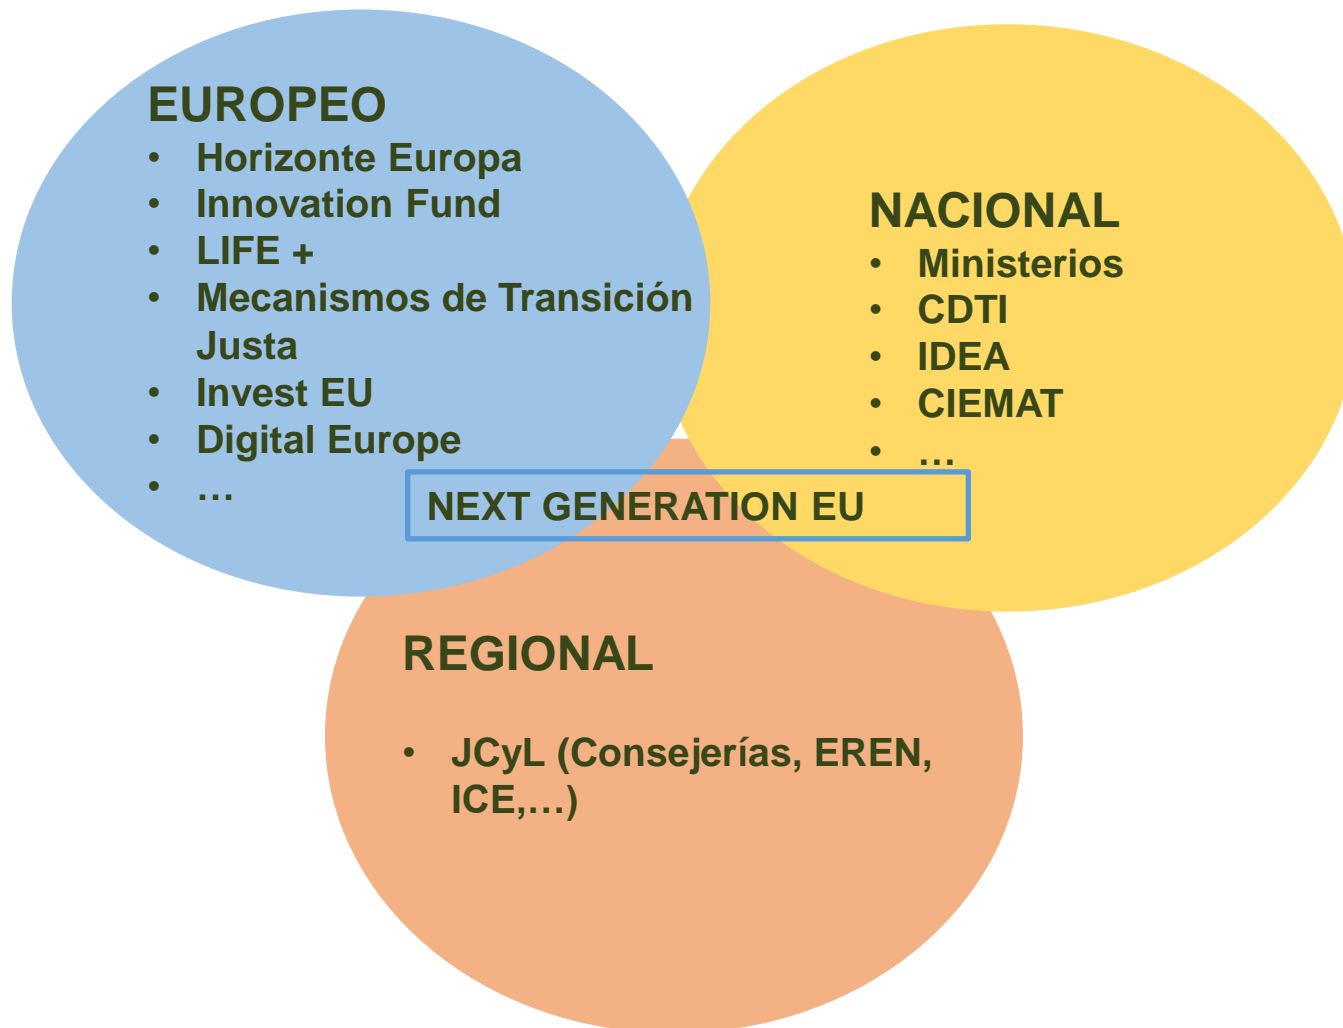 EUROPEO
• Horizonte Europa
• Innovation Fund
• LIFE +
• Mecanismos de Transición
Justa
• Invest EU
• Digital Europe
• …
NACIONAL
• Ministerios
• CDTI
• IDEA
• CIEMAT
• …
NEXT GENERATION EU
REGIONAL
• JCyL (Consejerías, EREN,
ICE,…)